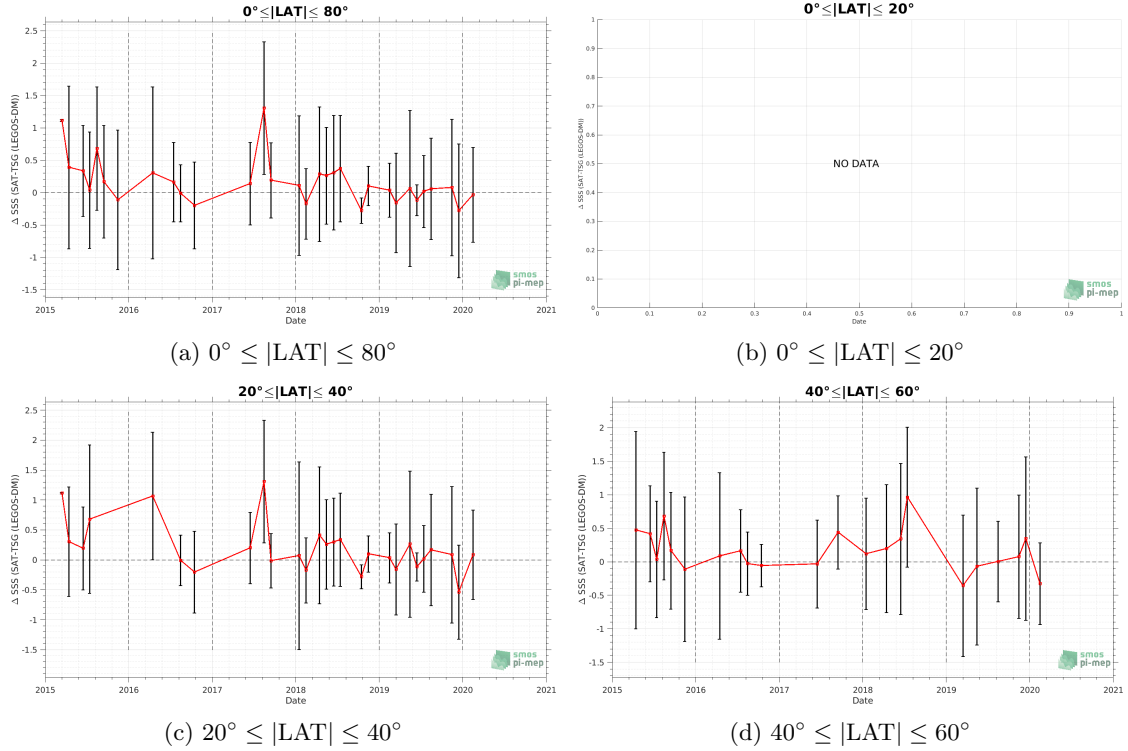 0°≤|LAT|≤ 80°
Δ SSS (SAT-TSG (LEGOS-DM))
2.5
2
1.5
1
0.5
0
-0.5
-1
-1.5
2015 2016 2017 2018 2019 2020 2021
Date
smos
pi-mep
(a) 0° ≤ |LAT| ≤ 80°
0°≤|LAT|≤ 20°
Δ SSS (SAT-TSG (LEGOS-DM))
1
0.9
0.8
0.7
0.6
0.5
0.4
0.3
0.2
0.1
0
NO DATA
0 0.1 0.2 0.3 0.4 0.5 0.6 0.7 0.8 0.9 1
Date
smos
pi-mep
(b) 0° ≤ |LAT| ≤ 20°
20°≤|LAT|≤ 40°
Δ SSS (SAT-TSG (LEGOS-DM))
2.5
2
1.5
1
0.5
0
-0.5
-1
-1.5
2015 2016 2017 2018 2019 2020 2021
Date
smos
pi-mep
(c) 20° ≤ |LAT| ≤ 40°
40°≤|LAT|≤ 60°
Δ SSS (SAT-TSG (LEGOS-DM))
2
1.5
1
0.5
0
-0.5
-1
-1.5
2015 2016 2017 2018 2019 2020 2021
Date
smos
pi-mep
(d) 40° ≤ |LAT| ≤ 60°